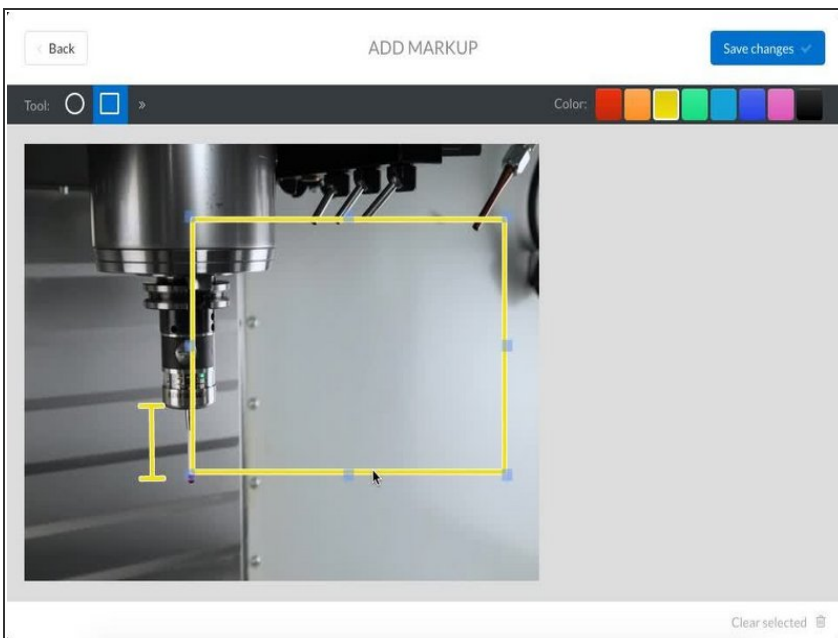 Back
ADD MARKUP
Save changes
Tool:
»
Color:
Clear selected